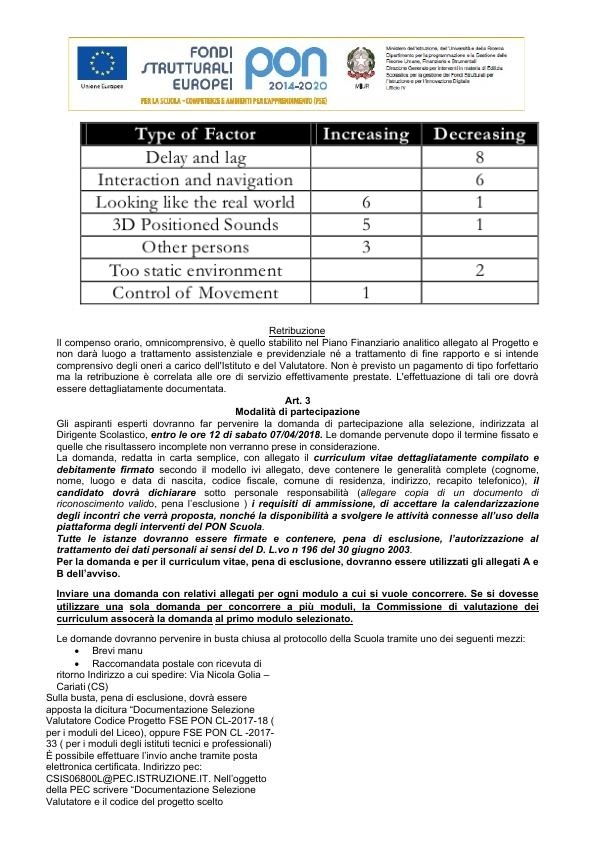 Unione Europea
FONDI
STRUTTURALI
EUROPEI
pon
2014-2020
PER LA SCUOLA - COMPETENZE E AMBIENTI PER L'APPRENDIMENTO (FSE)
MIUR
Ministero dell'Istruzione, dell'Università e della Ricerca
Dipartimento per la Programmazione e la Gestione delle
Risorse Umane, Finanziarie e Strumentali
Direzione Generale per interventi in materia di Edilizia
Scolastica per la gestione dei Fondi Strutturali per
l'Istruzione e per l'Innovazione Digitale
Ufficio IV
Type of Factor Increasing Decreasing
Delay and lag 8
Interaction and navigation 6
Looking like the real world 6 1
3D Positioned Sounds 5 1
Other persons 3
Too static environment 2
Control of Movement 1
Retribuzione
Il compenso orario, omnicomprensivo, è quello stabilito nel Piano Finanziario analitico allegato al Progetto e
non darà luogo a trattamento assistenziale e previdenziale né a trattamento di fine rapporto e si intende
comprensivo degli oneri a carico dell'Istituto e del Valutatore. Non è previsto un pagamento di tipo forfettario
ma la retribuzione è correlata alle ore di servizio effettivamente prestate. L'effettuazione di tali ore dovrà
essere dettagliatamente documentata.
Art. 3
Modalità di partecipazione
Gli aspiranti esperti dovranno far pervenire la domanda di partecipazione alla selezione, indirizzata al
Dirigente Scolastico, entro le ore 12 di sabato 07/04/2018. Le domande pervenute dopo il termine fissato e
quelle che risultassero incomplete non verranno prese in considerazione.
La domanda, redatta in carta semplice, con allegato il curriculum vitae dettagliatamente compilato e
debitamente firmato secondo il modello ivi allegato, deve contenere le generalità complete (cognome,
nome, luogo e data di nascita, codice fiscale, comune di residenza, indirizzo, recapito telefonico), il
candidato dovrà dichiarare sotto personale responsabilità (allegare copia di un documento di
riconoscimento valido, pena l'esclusione ) i requisiti di ammissione, di accettare la calendarizzazione
degli incontri che verrà proposta, nonché la disponibilità a svolgere le attività connesse all'uso della
piattaforma degli interventi del PON Scuola.
Tutte le istanze dovranno essere firmate e contenere, pena di esclusione, l'autorizzazione al
trattamento dei dati personali ai sensi del D. L.vo n 196 del 30 giugno 2003.
Per la domanda e per il curriculum vitae, pena di esclusione, dovranno essere utilizzati gli allegati A e
B dell'avviso.
Inviare una domanda con relativi allegati per ogni modulo a cui si vuole concorrere. Se si dovesse
utilizzare una sola domanda per concorrere a più moduli, la Commissione di valutazione dei
curriculum assocerà la domanda al primo modulo selezionato.
Le domande dovranno pervenire in busta chiusa al protocollo della Scuola tramite uno dei seguenti mezzi:
• Brevi manu
• Raccomandata postale con ricevuta di
ritorno Indirizzo a cui spedire: Via Nicola Golia –
Cariati (CS)
Sulla busta, pena di esclusione, dovrà essere
apposta la dicitura “Documentazione Selezione
Valutatore Codice Progetto FSE PON CL-2017-18 (
per i moduli del Liceo), oppure FSE PON CL -2017-
33 ( per i moduli degli istituti tecnici e professionali)
È possibile effettuare l'invio anche tramite posta
elettronica certificata. Indirizzo pec:
CSIS06800L@PEC.ISTRUZIONE.IT. Nell'oggetto
della PEC scrivere “Documentazione Selezione
Valutatore e il codice del progetto scelto